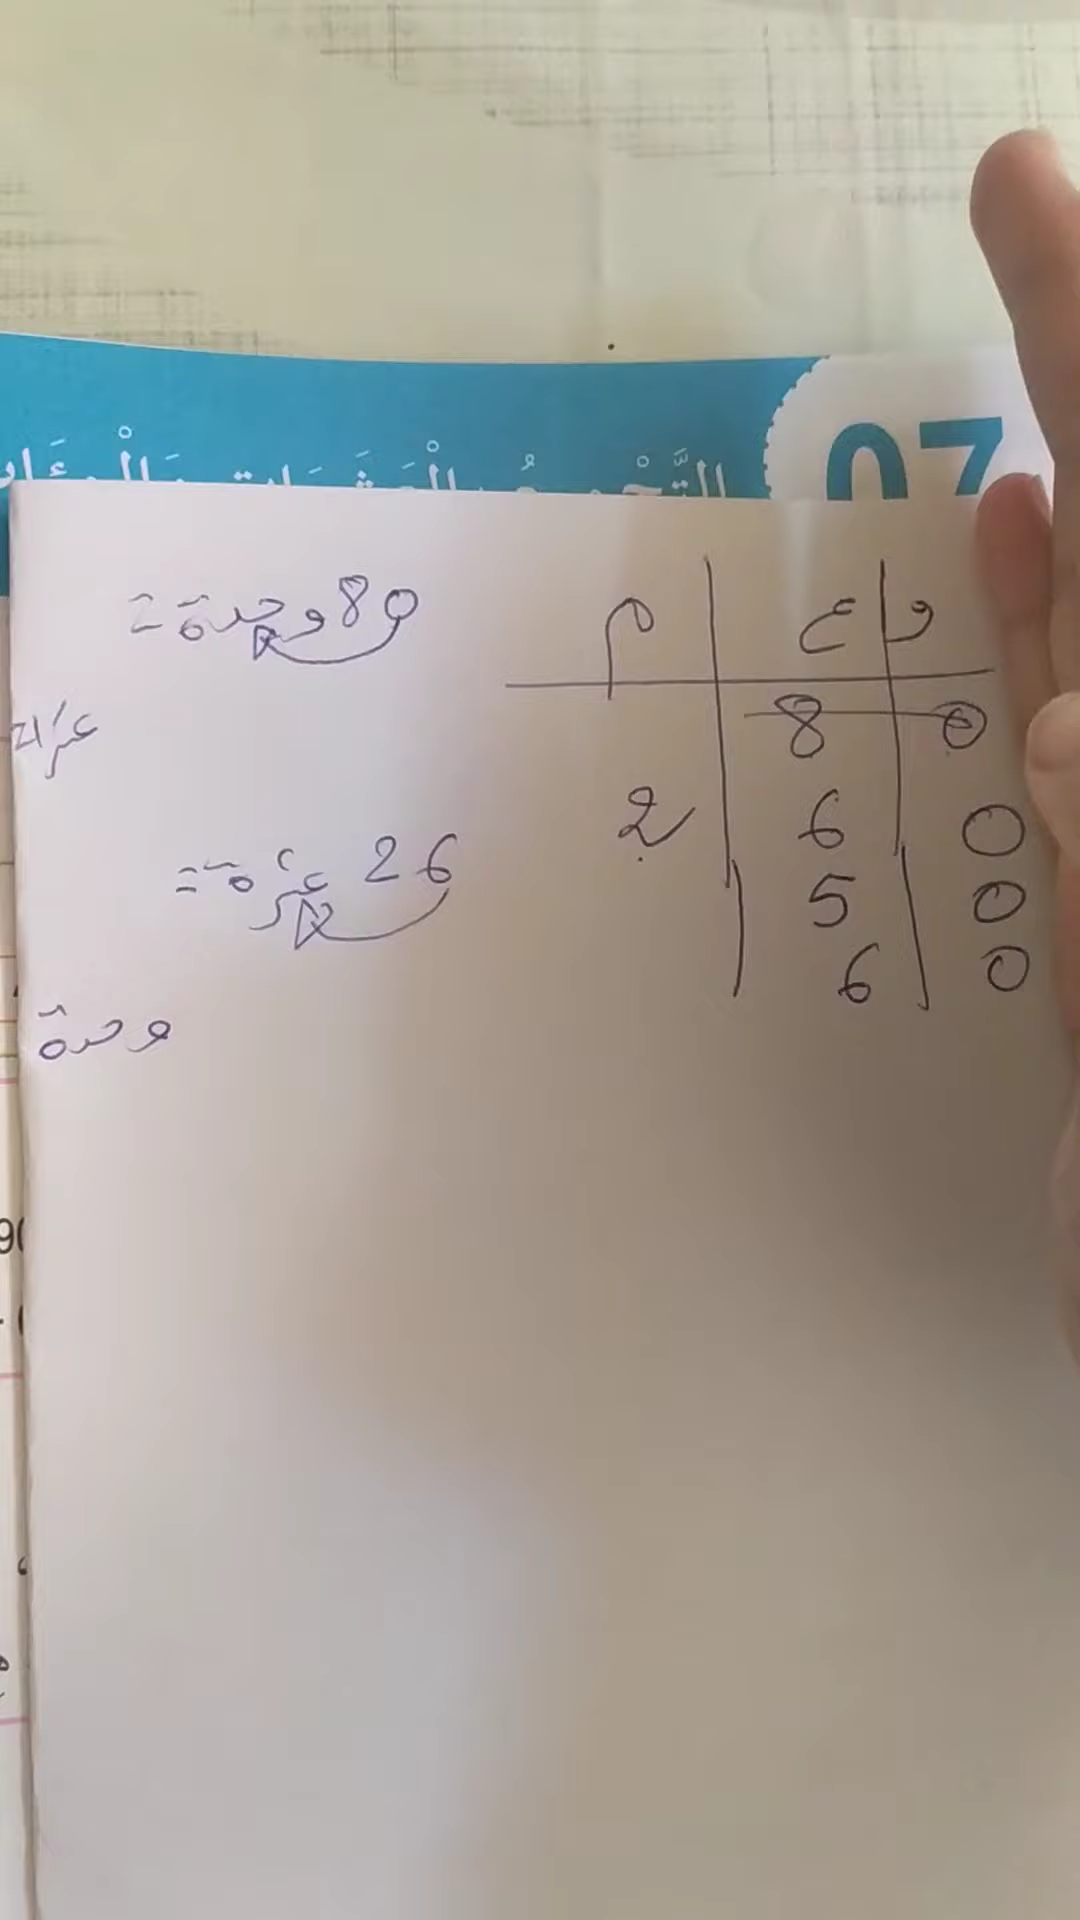 07
و ع م
80 وحدة =
0 8
عشرات
0 6 2
26 عشرة =
0 5
0 6
وحدة